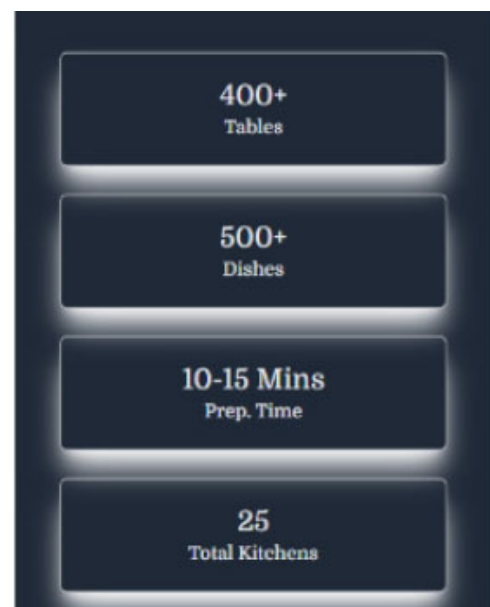 400+
Tables
500+
Dishes
10-15 Mins
Prep. Time
25
Total Kitchens